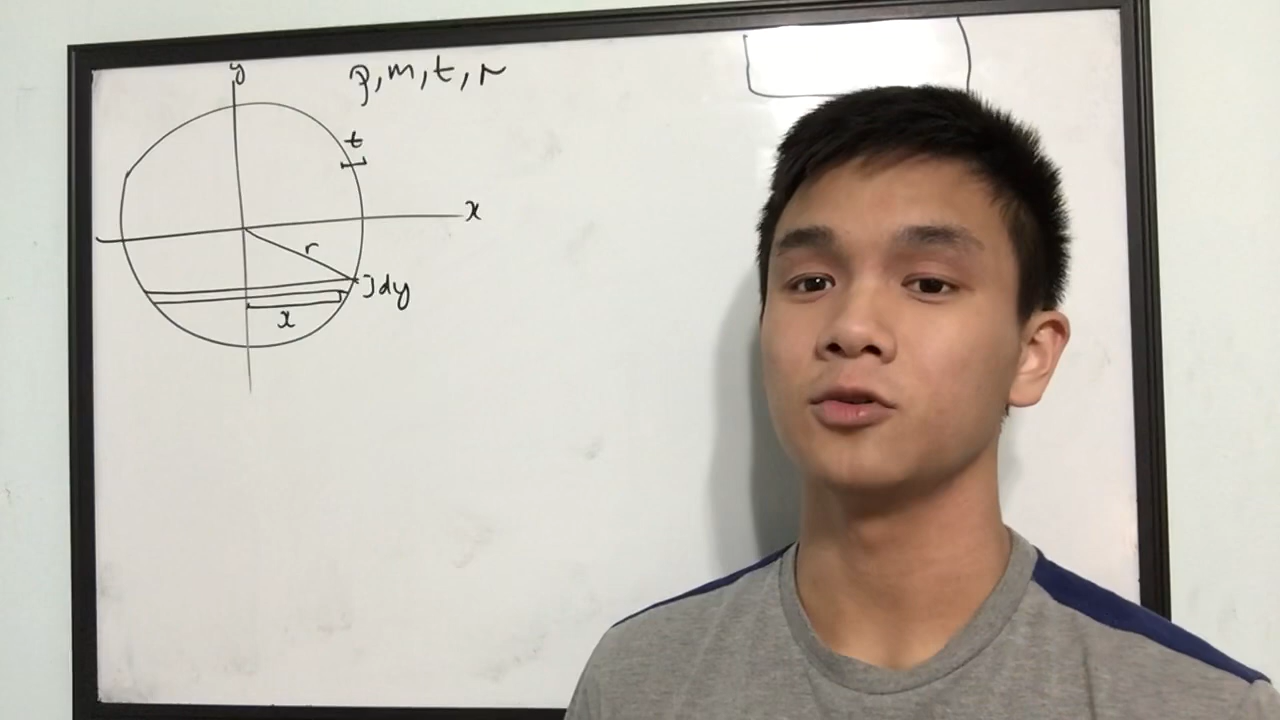 y
ρ, m, t, r
t
x
r
}dy
x